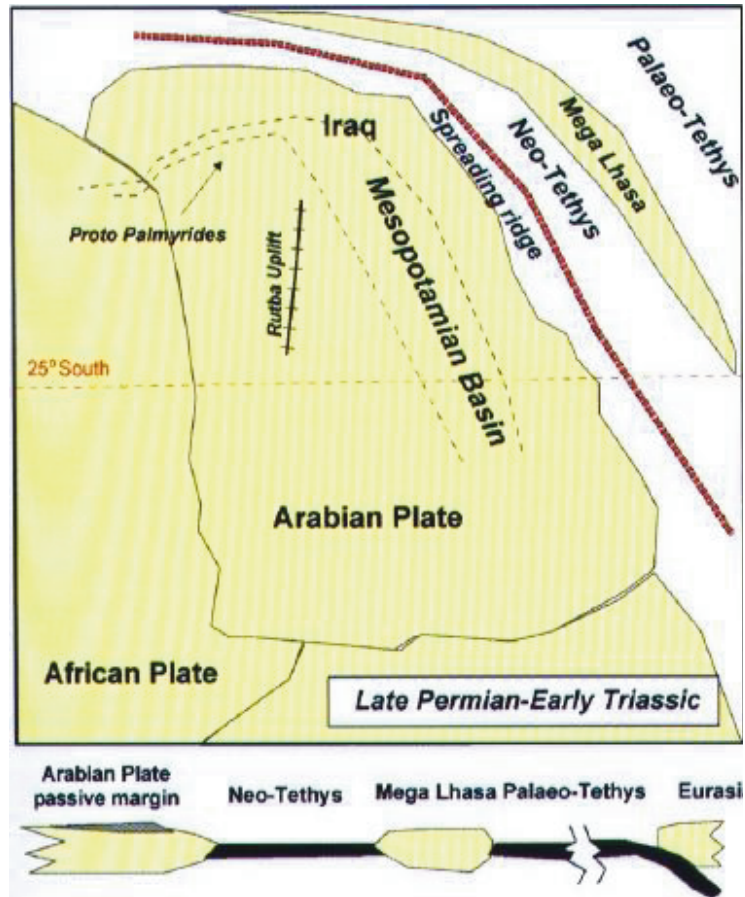 Palaeo-Tethys
Mega Lhasa
Neo-Tethys
Spreading ridge
Iraq
Mesopotamian Basin
Proto Palmyrides
Rutba Uplift
25° South
Arabian Plate
African Plate
Late Permian-Early Triassic
Arabian Plate
passive margin
Neo-Tethys
Mega Lhasa
Palaeo-Tethys
Eurasi